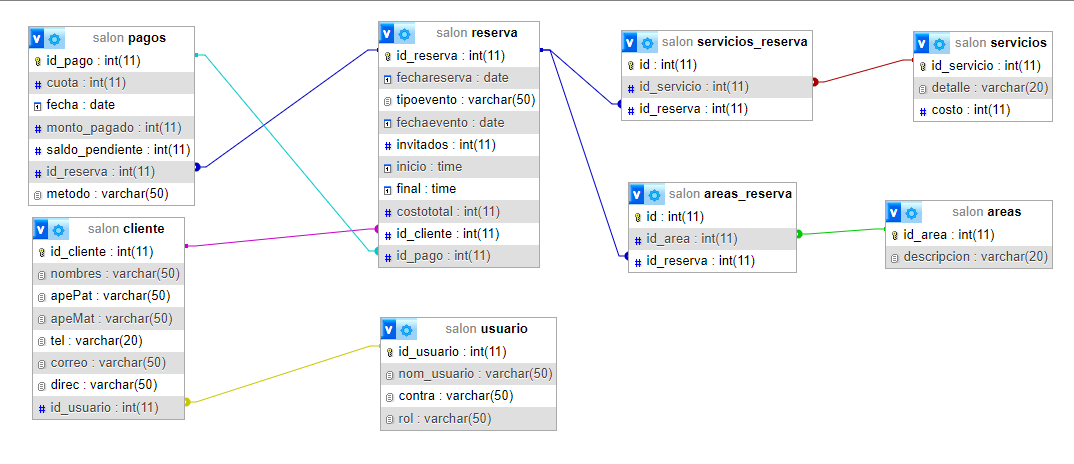 salon pagos
id_pago : int(11)
cuota : int(11)
fecha : date
monto_pagado : int(11)
saldo_pendiente : int(11)
id_reserva : int(11)
metodo : varchar(50)
salon cliente
id_cliente : int(11)
nombres : varchar(50)
apePat : varchar(50)
apeMat : varchar(50)
tel : varchar(20)
correo : varchar(50)
direc : varchar(50)
id_usuario : int(11)
salon reserva
id_reserva : int(11)
fechareserva : date
tipoevento : varchar(50)
fechaevento : date
invitados : int(11)
inicio : time
final : time
costototal : int(11)
id_cliente : int(11)
id_pago : int(11)
salon usuario
id_usuario : int(11)
nom_usuario : varchar(50)
contra : varchar(50)
rol : varchar(50)
salon servicios_reserva
id : int(11)
id_servicio : int(11)
id_reserva : int(11)
salon areas_reserva
id : int(11)
id_area : int(11)
id_reserva : int(11)
salon servicios
id_servicio : int(11)
detalle : varchar(20)
costo : int(11)
salon areas
id_area : int(11)
descripcion : varchar(20)